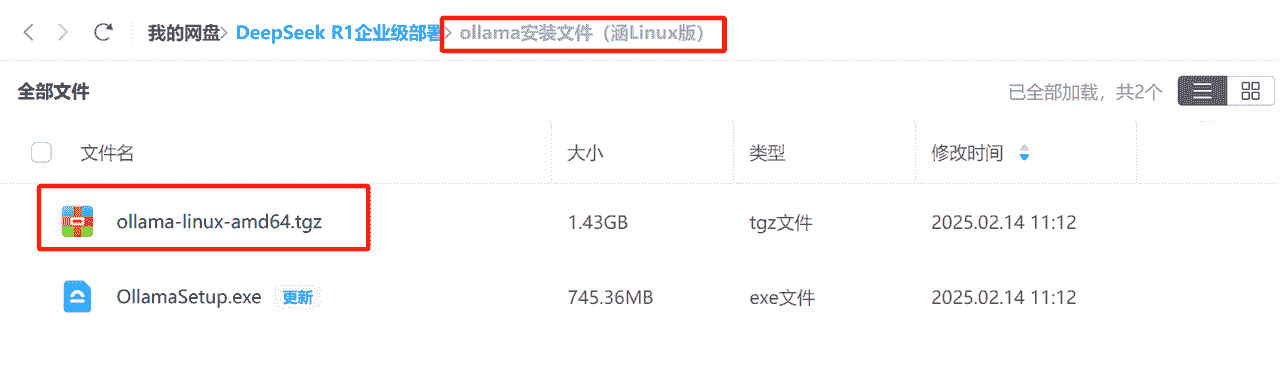 我的网盘> DeepSeek R1企业级部署> ollama安装文件（涵Linux版）
全部文件 已全部加载，共2个
文件名 大小 类型 修改时间
ollama-linux-amd64.tgz 1.43GB tgz文件 2025.02.14 11:12
OllamaSetup.exe 更新 745.36MB exe文件 2025.02.14 11:12